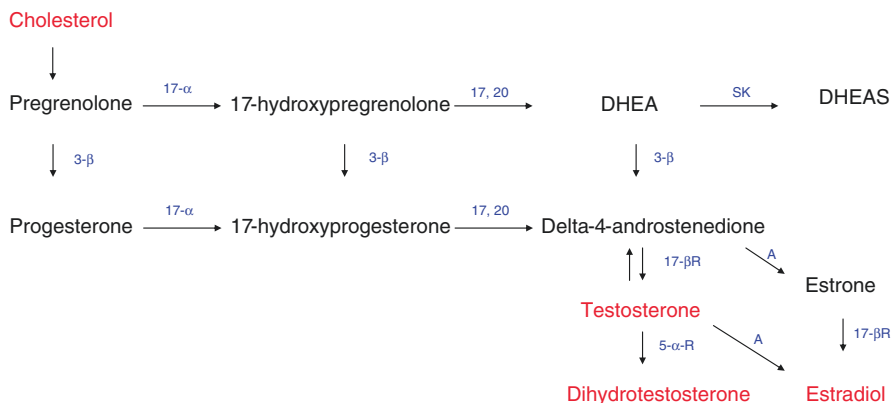 Cholesterol
17-α 17, 20 SK
Pregrenolone 17-hydroxypregrenolone DHEA DHEAS
3-β 3-β 3-β
17-α 17, 20
Progesterone 17-hydroxyprogesterone Delta-4-androstenedione
17-βR A
Estrone
Testosterone
5-α-R A 17-βR
Dihydrotestosterone Estradiol